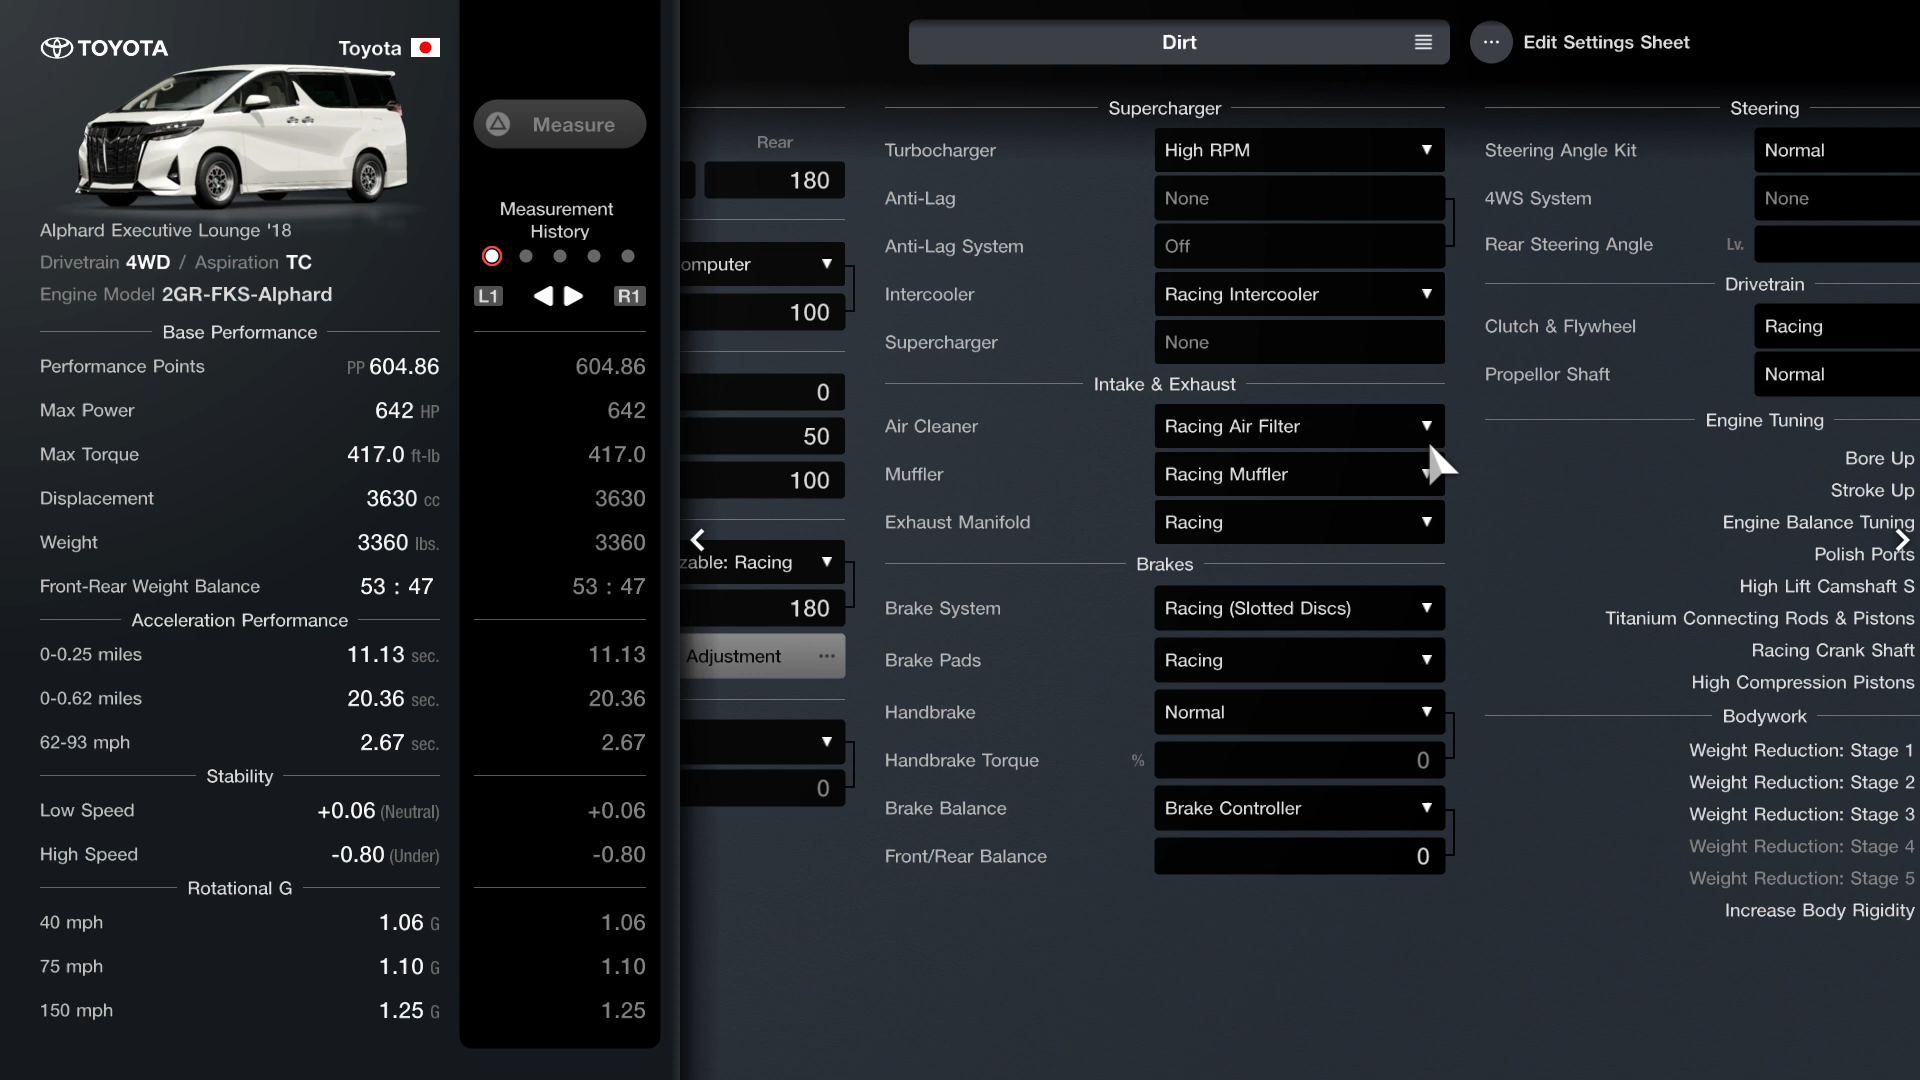 TOYOTA
Toyota
Alphard Executive Lounge '18
Drivetrain 4WD / Aspiration TC
Engine Model 2GR-FKS-Alphard
Base Performance
Performance Points PP 604.86
Max Power 642 HP
Max Torque 417.0 ft-lb
Displacement 3630 cc
Weight 3360 lbs.
Front-Rear Weight Balance 53 : 47
Acceleration Performance
0-0.25 miles 11.13 sec.
0-0.62 miles 20.36 sec.
62-93 mph 2.67 sec.
Stability
Low Speed +0.06 (Neutral)
High Speed -0.80 (Under)
Rotational G
40 mph 1.06 G
75 mph 1.10 G
150 mph 1.25 G
Measure
Measurement
History
L1 R1
604.86
642
417.0
3630
3360
53 : 47
11.13
20.36
2.67
+0.06
-0.80
1.06
1.10
1.25
Rear
180
omputer
100
0
50
100
zable: Racing
180
Adjustment ...
0
Dirt
... Edit Settings Sheet
Supercharger
Turbocharger High RPM
Anti-Lag None
Anti-Lag System Off
Intercooler Racing Intercooler
Supercharger None
Intake & Exhaust
Air Cleaner Racing Air Filter
Muffler Racing Muffler
Exhaust Manifold Racing
Brakes
Brake System Racing (Slotted Discs)
Brake Pads Racing
Handbrake Normal
Handbrake Torque % 0
Brake Balance Brake Controller
Front/Rear Balance 0
Steering
Steering Angle Kit Normal
4WS System None
Rear Steering Angle Lv.
Drivetrain
Clutch & Flywheel Racing
Propellor Shaft Normal
Engine Tuning
Bore Up
Stroke Up
Engine Balance Tuning
Polish Ports
High Lift Camshaft S
Titanium Connecting Rods & Pistons
Racing Crank Shaft
High Compression Pistons
Bodywork
Weight Reduction: Stage 1
Weight Reduction: Stage 2
Weight Reduction: Stage 3
Weight Reduction: Stage 4
Weight Reduction: Stage 5
Increase Body Rigidity